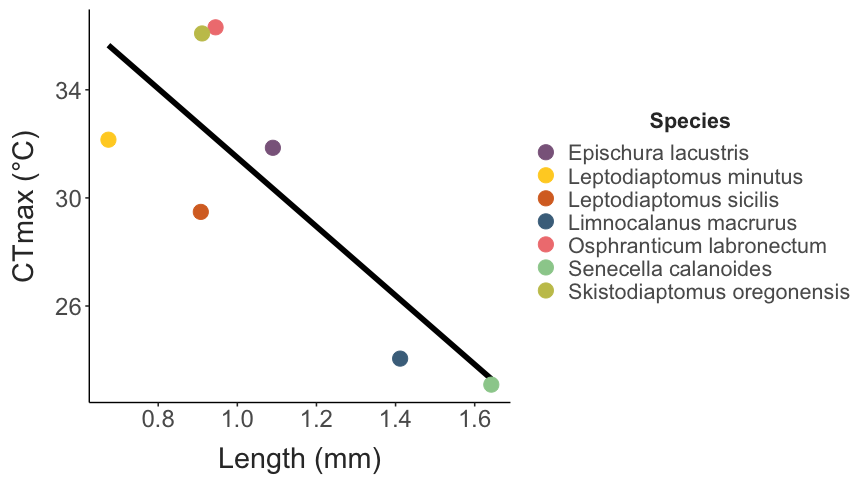 CTmax (°C)
34
30
26
0.8 1.0 1.2 1.4 1.6
Length (mm)
Species
Epischura lacustris
Leptodiaptomus minutus
Leptodiaptomus sicilis
Limnocalanus macrurus
Osphranticum labronectum
Senecella calanoides
Skistodiaptomus oregonensis